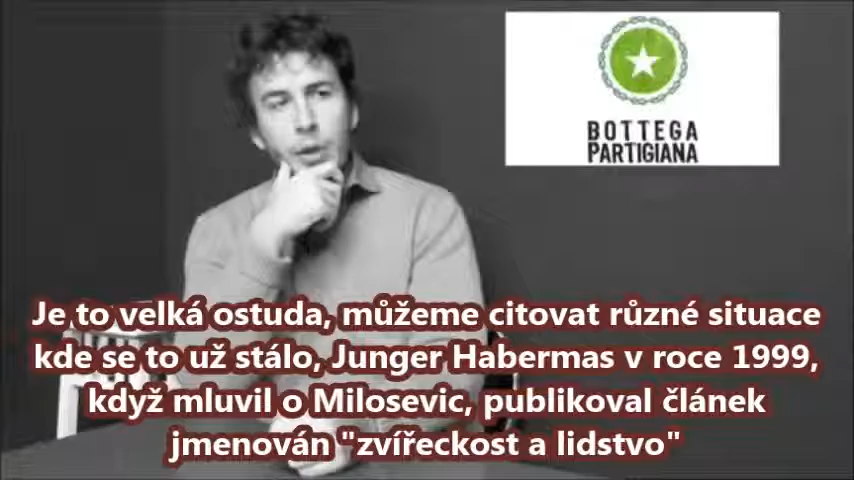 BOTTEGA
PARTIGIANA
Je to velká ostuda, můžeme citovat různé situace
kde se to už stálo, Junger Habermas v roce 1999,
když mluvil o Milosevic, publikoval článek
jmenován "zvířeckost a lidstvo"